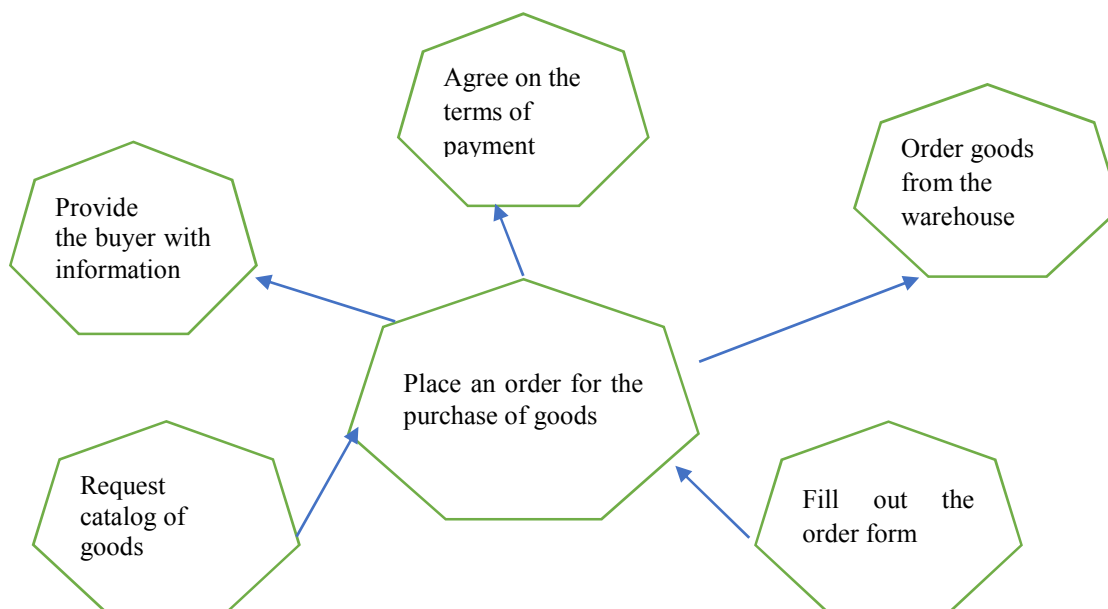 Agree on the
terms of
payment
Order goods
from the
warehouse
Provide
the buyer with
information
Place an order for the
purchase of goods
Request
catalog of
goods
Fill out the
order form